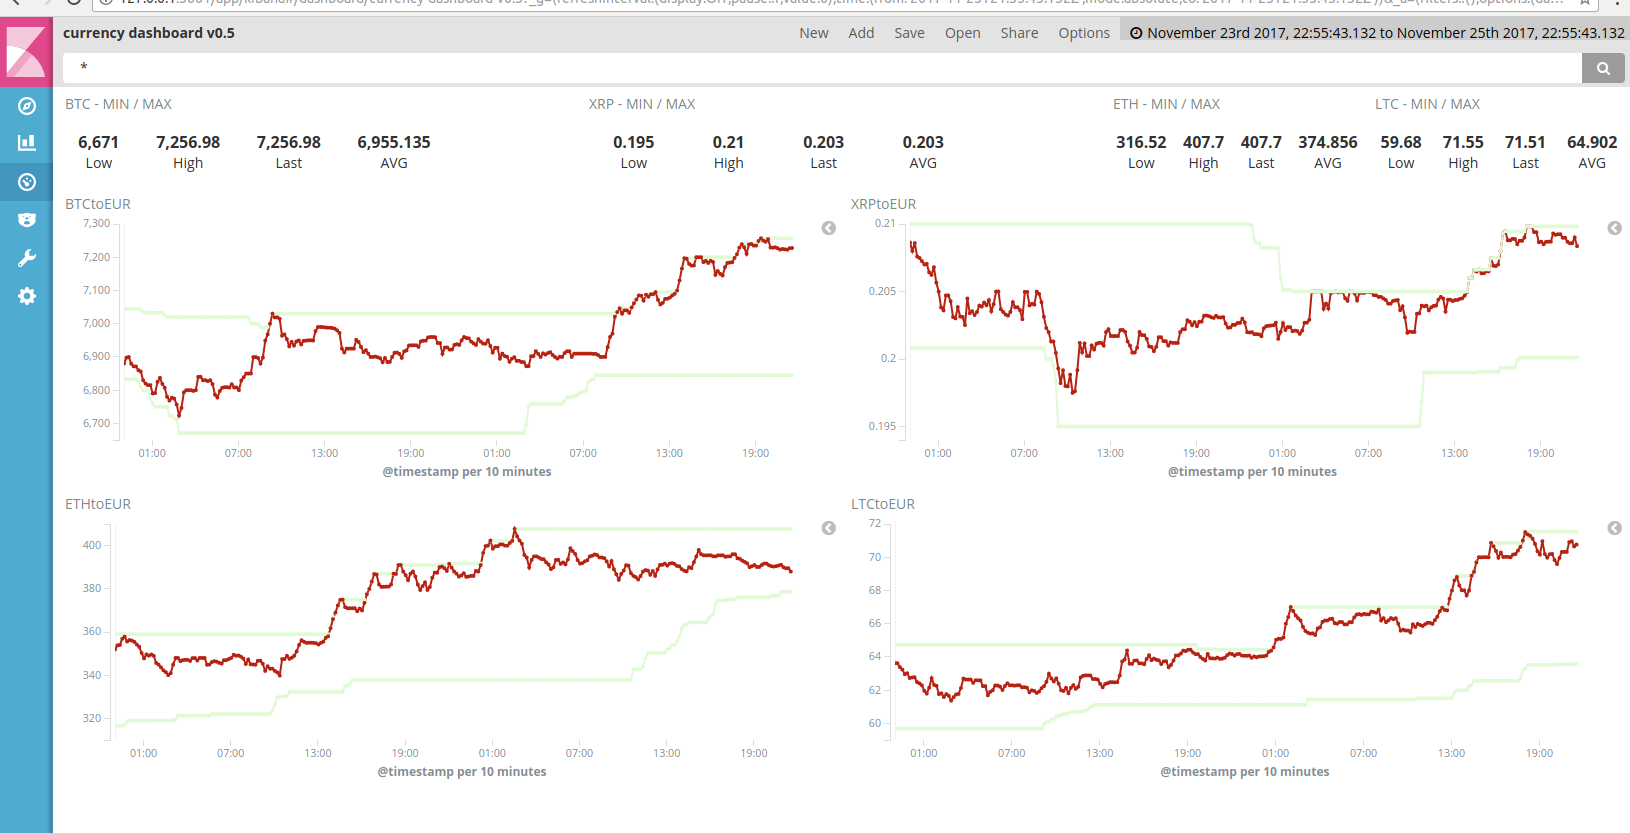 currency dashboard v0.5
New Add Save Open Share Options November 23rd 2017, 22:55:43.132 to November 25th 2017, 22:55:43.132
*
BTC - MIN / MAX XRP - MIN / MAX ETH - MIN / MAX LTC - MIN / MAX
6,671 7,256.98 7,256.98 6,955.135 0.195 0.21 0.203 0.203 316.52 407.7 407.7 374.856 59.68 71.55 71.51 64.902
Low High Last AVG Low High Last AVG Low High Last AVG Low High Last AVG
BTCtoEUR
7,300
7,200
7,100
7,000
6,900
6,800
6,700
01:00 07:00 13:00 19:00 01:00 07:00 13:00 19:00
@timestamp per 10 minutes
XRPtoEUR
0.21
0.205
0.2
0.195
01:00 07:00 13:00 19:00 01:00 07:00 13:00 19:00
@timestamp per 10 minutes
ETHtoEUR
400
380
360
340
320
01:00 07:00 13:00 19:00 01:00 07:00 13:00 19:00
@timestamp per 10 minutes
LTCtoEUR
72
70
68
66
64
62
60
01:00 07:00 13:00 19:00 01:00 07:00 13:00 19:00
@timestamp per 10 minutes